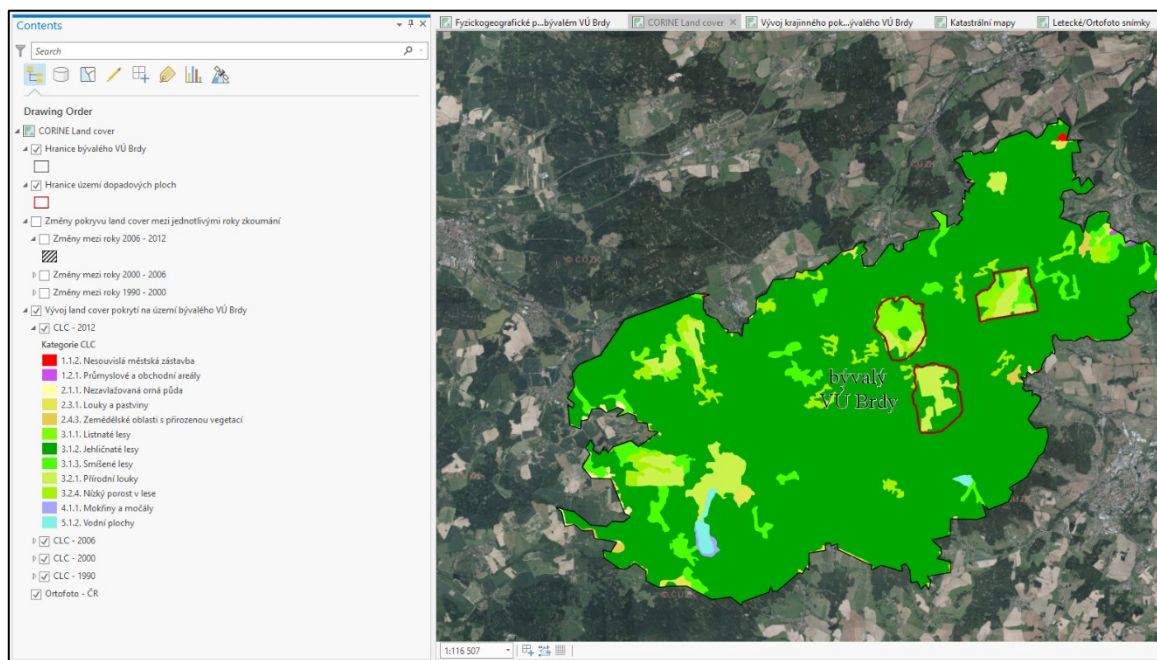 Contents
Search
Drawing Order
CORINE Land cover
Hranice bývalého VÚ Brdy
Hranice území dopadových ploch
Změny pokryvu land cover mezi jednotlivými roky zkoumání
Změny mezi roky 2006 - 2012
Změny mezi roky 2000 - 2006
Změny mezi roky 1990 - 2000
Vývoj land cover pokrytí na území bývalého VÚ Brdy
CLC - 2012
Kategorie CLC
1.1.2. Nesouvislá městská zástavba
1.2.1. Průmyslové a obchodní areály
2.1.1. Nezavlažovaná orná půda
2.3.1. Louky a pastviny
2.4.3. Zemědělské oblasti s přirozenou vegetací
3.1.1. Listnaté lesy
3.1.2. Jehličnaté lesy
3.1.3. Smíšené lesy
3.2.1. Přírodní louky
3.2.4. Nízký porost v lese
4.1.1. Mokřiny a močály
5.1.2. Vodní plochy
CLC - 2006
CLC - 2000
CLC - 1990
Ortofoto - ČR
Fyzickogeografické p...bývalém VÚ Brdy
CORINE Land cover
Vývoj krajinného pok...ývalého VÚ Brdy
Katastrální mapy
Letecké/Ortofoto snímky
© ČÚZK
© ČÚZK
bývalý
VÚ Brdy
© ČÚZK
1:116 507